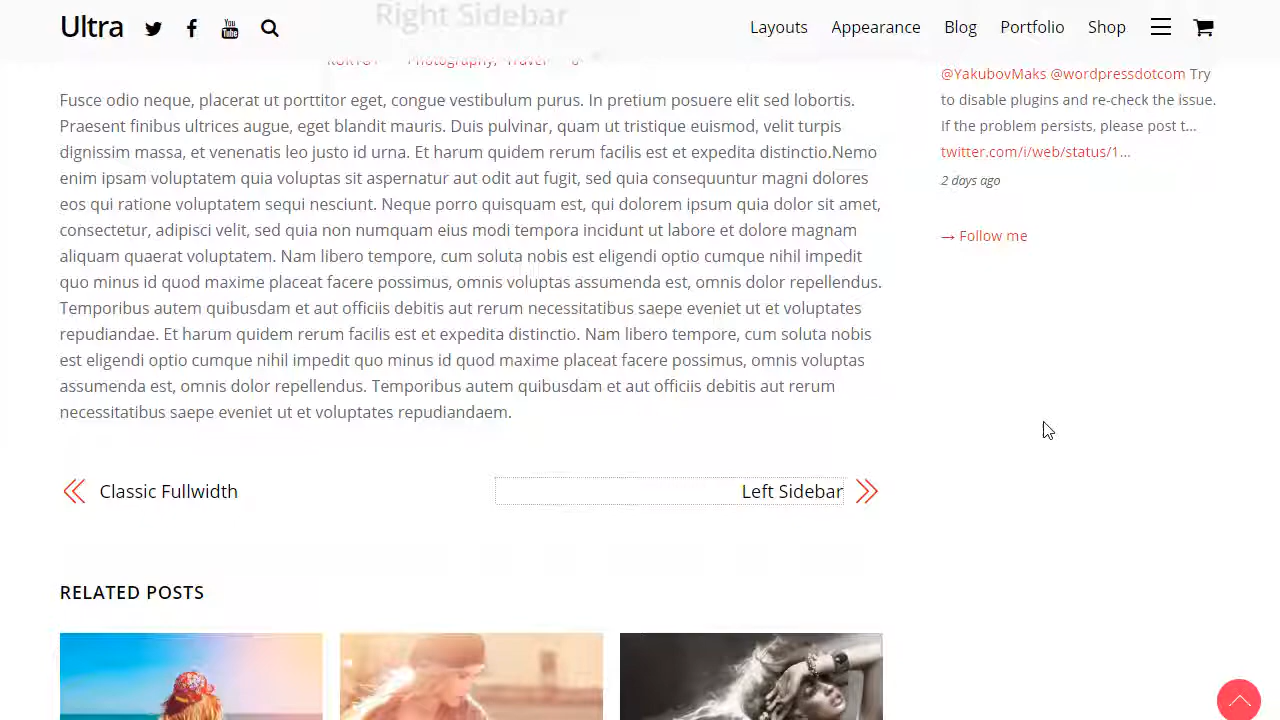 Right Sidebar
Ultra
You Tube
Layouts Appearance Blog Portfolio Shop
Photography, Travel
Fusce odio neque, placerat ut porttitor eget, congue vestibulum purus. In pretium posuere elit sed lobortis.
Praesent finibus ultrices augue, eget blandit mauris. Duis pulvinar, quam ut tristique euismod, velit turpis
dignissim massa, et venenatis leo justo id urna. Et harum quidem rerum facilis est et expedita distinctio.Nemo
enim ipsam voluptatem quia voluptas sit aspernatur aut odit aut fugit, sed quia consequuntur magni dolores
eos qui ratione voluptatem sequi nesciunt. Neque porro quisquam est, qui dolorem ipsum quia dolor sit amet,
consectetur, adipisci velit, sed quia non numquam eius modi tempora incidunt ut labore et dolore magnam
aliquam quaerat voluptatem. Nam libero tempore, cum soluta nobis est eligendi optio cumque nihil impedit
quo minus id quod maxime placeat facere possimus, omnis voluptas assumenda est, omnis dolor repellendus.
Temporibus autem quibusdam et aut officiis debitis aut rerum necessitatibus saepe eveniet ut et voluptates
repudiandae. Et harum quidem rerum facilis est et expedita distinctio. Nam libero tempore, cum soluta nobis
est eligendi optio cumque nihil impedit quo minus id quod maxime placeat facere possimus, omnis voluptas
assumenda est, omnis dolor repellendus. Temporibus autem quibusdam et aut officiis debitis aut rerum
necessitatibus saepe eveniet ut et voluptates repudiandaem.
Classic Fullwidth
Left Sidebar
RELATED POSTS
@YakubovMaks @wordpressdotcom Try
to disable plugins and re-check the issue.
If the problem persists, please post t...
twitter.com/i/web/status/1...
2 days ago
→ Follow me